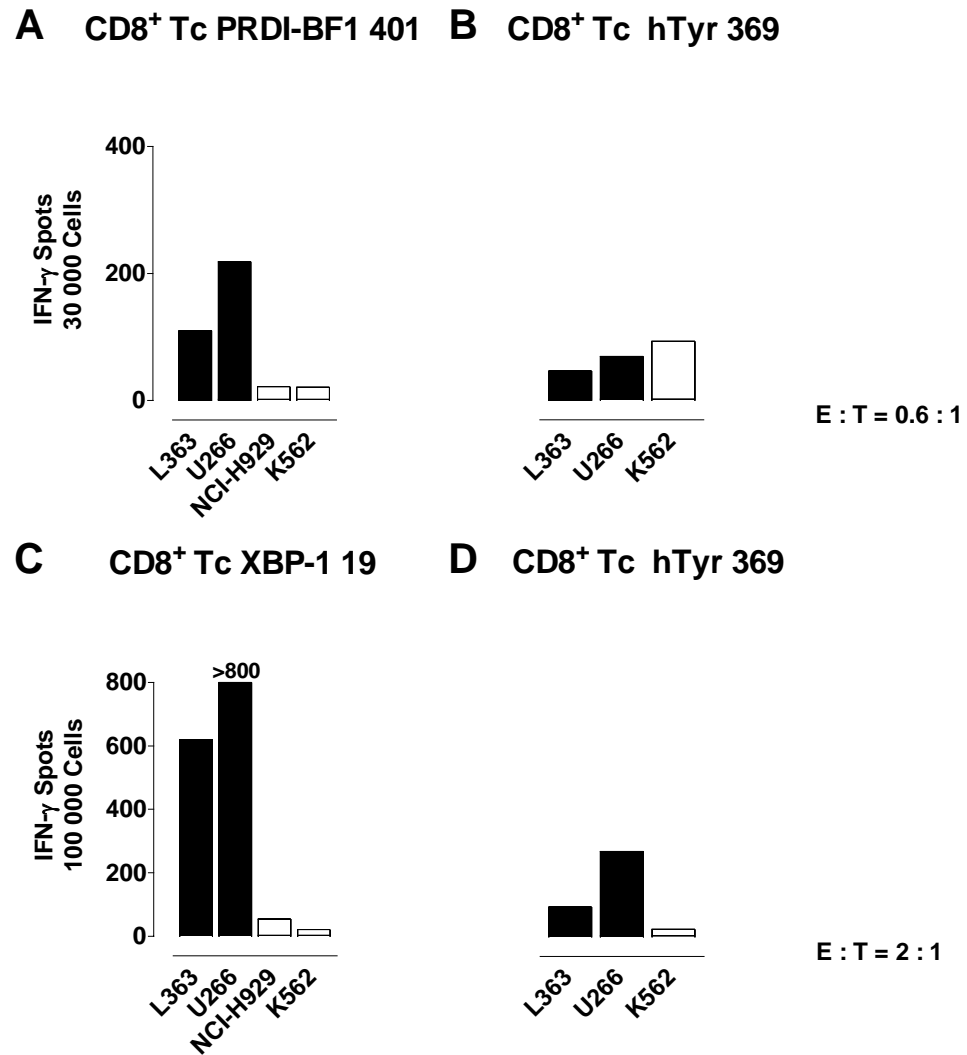 A CD8+ Tc PRDI-BF1 401
B CD8+ Tc hTyr 369
IFN-γ Spots
30 000 Cells
400
200
0
L363
U266
NCI-H929
K562
L363
U266
K562
E : T = 0.6 : 1
C CD8+ Tc XBP-1 19
D CD8+ Tc hTyr 369
IFN-γ Spots
100 000 Cells
>800
800
600
400
200
0
L363
U266
NCI-H929
K562
L363
U266
K562
E : T = 2 : 1